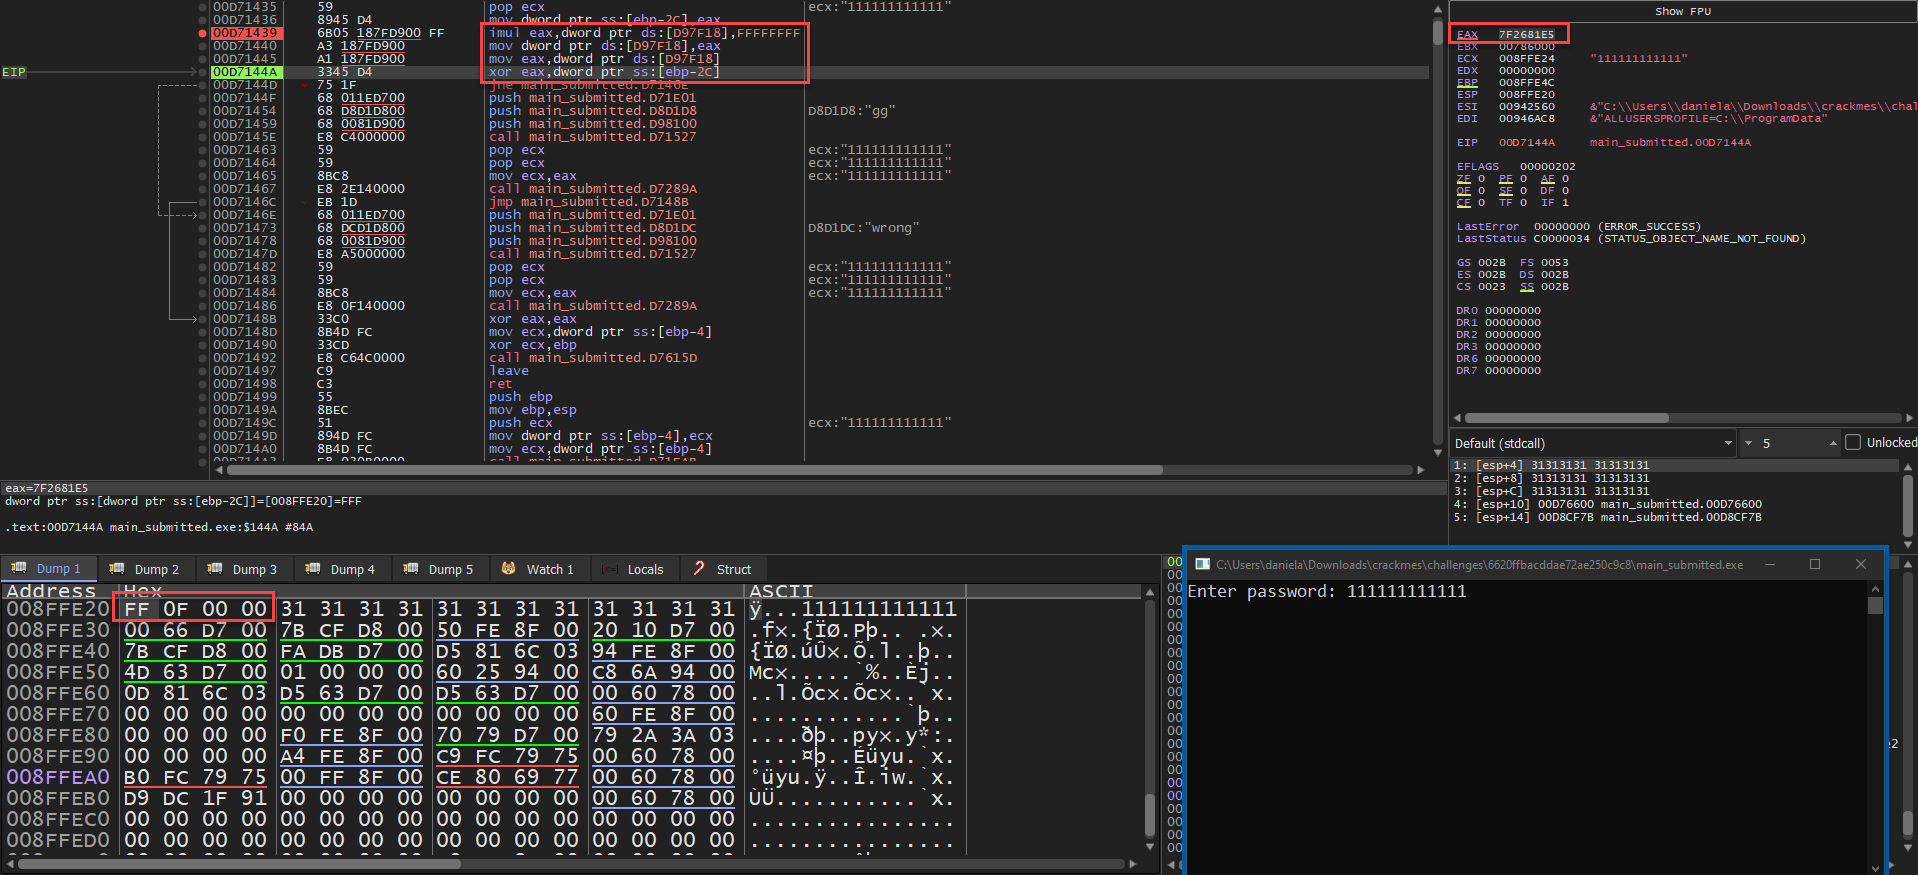 00D71435 59 pop ecx ecx:"111111111111"
00D71436 8945 D4 mov dword ptr ss:[ebp-2C],eax
00D71439 6B05 187FD900 FF imul eax,dword ptr ds:[D97F18],FFFFFFFF
00D71440 A3 187FD900 mov dword ptr ds:[D97F18],eax
00D71445 A1 187FD900 mov eax,dword ptr ds:[D97F18]
EIP 00D7144A 3345 D4 xor eax,dword ptr ss:[ebp-2C]
00D7144D 75 1F jne main_submitted.D7146E
00D7144F 68 011ED700 push main_submitted.D71E01
00D71454 68 D8D1D800 push main_submitted.D8D1D8 D8D1D8:"gg"
00D71459 68 0081D900 push main_submitted.D98100
00D7145E E8 C4000000 call main_submitted.D71527
00D71463 59 pop ecx ecx:"111111111111"
00D71464 59 pop ecx ecx:"111111111111"
00D71465 8BC8 mov ecx,eax ecx:"111111111111"
00D71467 E8 2E140000 call main_submitted.D7289A
00D7146C EB 1D jmp main_submitted.D7148B
00D7146E 68 011ED700 push main_submitted.D71E01
00D71473 68 DCD1D800 push main_submitted.D8D1DC D8D1DC:"wrong"
00D71478 68 0081D900 push main_submitted.D98100
00D7147D E8 A5000000 call main_submitted.D71527
00D71482 59 pop ecx ecx:"111111111111"
00D71483 59 pop ecx ecx:"111111111111"
00D71484 8BC8 mov ecx,eax ecx:"111111111111"
00D71486 E8 0F140000 call main_submitted.D7289A
00D7148B 33C0 xor eax,eax
00D7148D 8B4D FC mov ecx,dword ptr ss:[ebp-4]
00D71490 33CD xor ecx,ebp
00D71492 E8 C64C0000 call main_submitted.D7615D
00D71497 C9 leave
00D71498 C3 ret
00D71499 55 push ebp
00D7149A 8BEC mov ebp,esp
00D7149C 51 push ecx ecx:"111111111111"
00D7149D 894D FC mov dword ptr ss:[ebp-4],ecx
00D714A0 8B4D FC mov ecx,dword ptr ss:[ebp-4]
eax=7F2681E5
dword ptr ss:[dword ptr ss:[ebp-2C]]=[008FFE20]=FFF
.text:00D7144A main_submitted.exe:$144A #84A
Show FPU
EAX 7F2681E5
EBX 00786000
ECX 008FFE24 "111111111111"
EDX 00000000
EBP 008FFE4C
ESP 008FFE20
ESI 00942560 &"C:\\Users\\daniela\\Downloads\\crackmes\\chal
EDI 00946AC8 &"ALLUSERSPROFILE=C:\\ProgramData"
EIP 00D7144A main_submitted.00D7144A
EFLAGS 00000202
ZF 0 PF 0 AF 0
OF 0 SF 0 DF 0
CF 0 TF 0 IF 1
LastError 00000000 (ERROR_SUCCESS)
LastStatus C0000034 (STATUS_OBJECT_NAME_NOT_FOUND)
GS 002B FS 0053
ES 002B DS 002B
CS 0023 SS 002B
DR0 00000000
DR1 00000000
DR2 00000000
DR3 00000000
DR6 00000000
DR7 00000000
Default (stdcall) 5 Unlocked
1: [esp+4] 31313131 31313131
2: [esp+8] 31313131 31313131
3: [esp+C] 31313131 31313131
4: [esp+10] 00D76600 main_submitted.00D76600
5: [esp+14] 00D8CF7B main_submitted.00D8CF7B
Dump 1 Dump 2 Dump 3 Dump 4 Dump 5 Watch 1 Locals Struct
Address Hex ASCII
008FFE20 FF 0F 00 00 31 31 31 31 31 31 31 31 31 31 31 31 ÿ...111111111111
008FFE30 00 66 D7 00 7B CF D8 00 50 FE 8F 00 20 10 D7 00 .f×.{ÏØ.Pþ.. .×.
008FFE40 7B CF D8 00 FA DB D7 00 D5 81 6C 03 94 FE 8F 00 {ÏØ.úÛ×.Õ.l..þ..
008FFE50 4D 63 D7 00 01 00 00 00 60 25 94 00 C8 6A 94 00 Mc×.....`%..Èj..
008FFE60 0D 81 6C 03 D5 63 D7 00 D5 63 D7 00 00 60 78 00 ..l.Õc×.Õc×..`x.
008FFE70 00 00 00 00 00 00 00 00 00 00 00 00 60 FE 8F 00 ............`þ..
008FFE80 F0 FE 8F 00 70 79 D7 00 79 2A 3A 03 00 00 00 00 ....ðþ..py×.y*:.
008FFE90 00 00 00 00 A4 FE 8F 00 C9 FC 79 75 00 60 78 00 ....¤þ..Éüyu.`x.
008FFEA0 B0 FC 79 75 00 FF 8F 00 CE 80 69 77 00 60 78 00 °üyu.ÿ..Î.iw.`x.
008FFEB0 D9 DC 1F 91 00 00 00 00 00 00 00 00 00 60 78 00 ÙÜ...........`x.
008FFEC0 00 00 00 00 00 00 00 00 00 00 00 00 00 00 00 00 ................
008FFED0 00 00 00 00 00 00 00 00 00 00 00 00 00 00 00 00 ................
C:\Users\daniela\Downloads\crackmes\challenges\6620ffbacddae72ae250c9c8\main_submitted.exe
Enter password: 111111111111